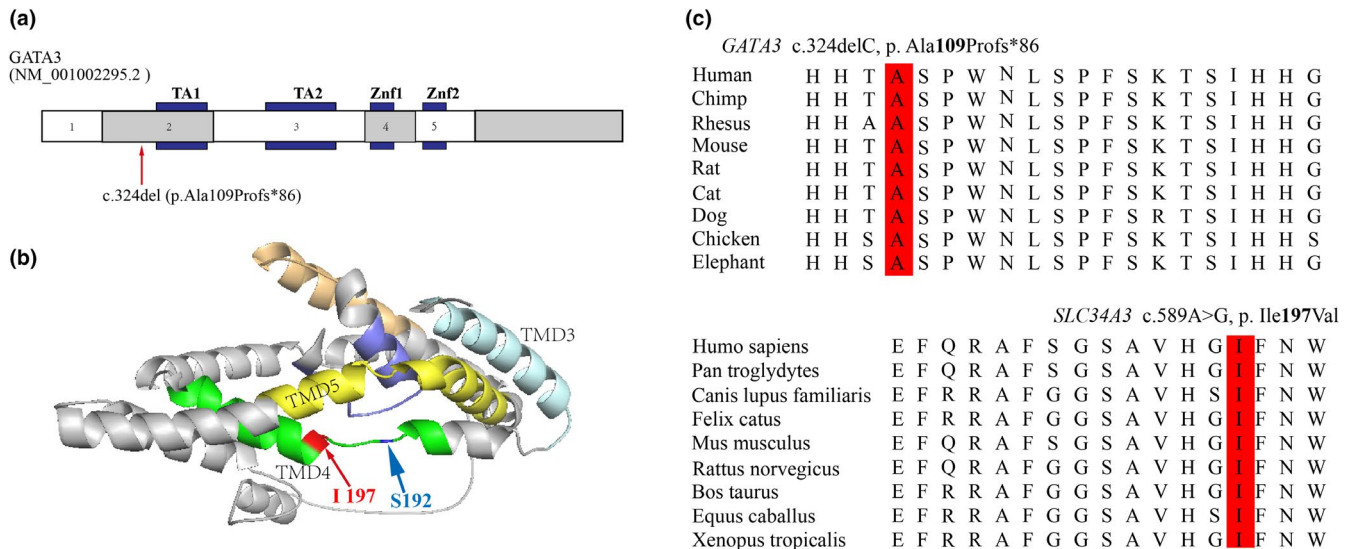 (a)
GATA3
(NM_001002295.2 )
TA1 TA2 Znf1 Znf2
1 2 3 4 5
c.324del (p.Ala109Profs*86)
(b)
TMD3
TMD5
TMD4
I 197
S192
(c)
GATA3 c.324delC, p. Ala109Profs*86
Human H H T A S P W N L S P F S K T S I H H G
Chimp H H T A S P W N L S P F S K T S I H H G
Rhesus H H A A S P W N L S P F S K T S I H H G
Mouse H H T A S P W N L S P F S K T S I H H G
Rat H H T A S P W N L S P F S K T S I H H G
Cat H H T A S P W N L S P F S K T S I H H G
Dog H H T A S P W N L S P F S R T S I H H G
Chicken H H S A S P W N L S P F S K T S I H H S
Elephant H H S A S P W N L S P F S K T S I H H G
SLC34A3 c.589A>G, p. Ile197Val
Humo sapiens E F Q R A F S G S A V H G I F N W
Pan troglydytes E F Q R A F S G S A V H G I F N W
Canis lupus familiaris E F R R A F G G S A V H S I F N W
Felix catus E F R R A F G G S A V H G I F N W
Mus musculus E F Q R A F S G S A V H G I F N W
Rattus norvegicus E F Q R A F G G S A V H G I F N W
Bos taurus E F R R A F G G S A V H G I F N W
Equus caballus E F R R A F G G S A V H S I F N W
Xenopus tropicalis E F R R A F G G S A V H G I F N W